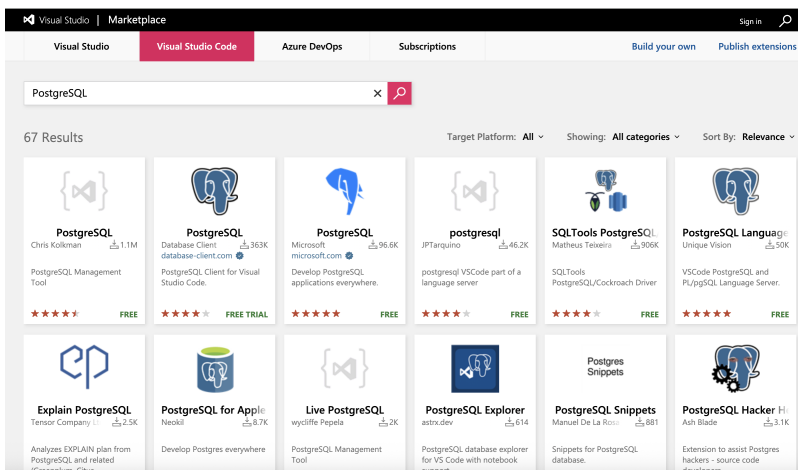 Visual Studio | Marketplace
Sign in
Visual Studio Visual Studio Code Azure DevOps Subscriptions Build your own Publish extensions
PostgreSQL
67 Results
Target Platform: All Showing: All categories Sort By: Relevance
PostgreSQL
Chris Kolkman 1.1M
PostgreSQL Management
Tool
FREE
PostgreSQL
Database Client 363K
database-client.com
PostgreSQL Client for Visual
Studio Code.
FREE TRIAL
PostgreSQL
Microsoft 96.6K
microsoft.com
Develop PostgreSQL
applications everywhere.
FREE
postgresql
JPTarquino 46.2K
postgresql VSCode part of a
language server
FREE
SQLTools PostgreSQL
Matheus Teixeira 906K
SQLTools
PostgreSQL/Cockroach Driver
FREE
PostgreSQL Language
Unique Vision 50K
VSCode PostgreSQL and
PL/pgSQL Language Server.
FREE
Explain PostgreSQL
Tensor Company 2.5K
Analyzes EXPLAIN plan from
PostgreSQL and related
PostgreSQL for Apple
Neokil 8.7K
Develop Postgres everywhere
Live PostgreSQL
wycliffe Pepela 2K
PostgreSQL Management
Tool
PostgreSQL Explorer
astrx.dev 614
PostgreSQL database explorer
for VS Code with notebook
Postgres
Snippets
PostgreSQL Snippets
Manuel De La Rosa 881
Snippets for PostgreSQL
database.
PostgreSQL Hacker
Ash Blade 3.1K
Extension to assist Postgres
hackers - source code